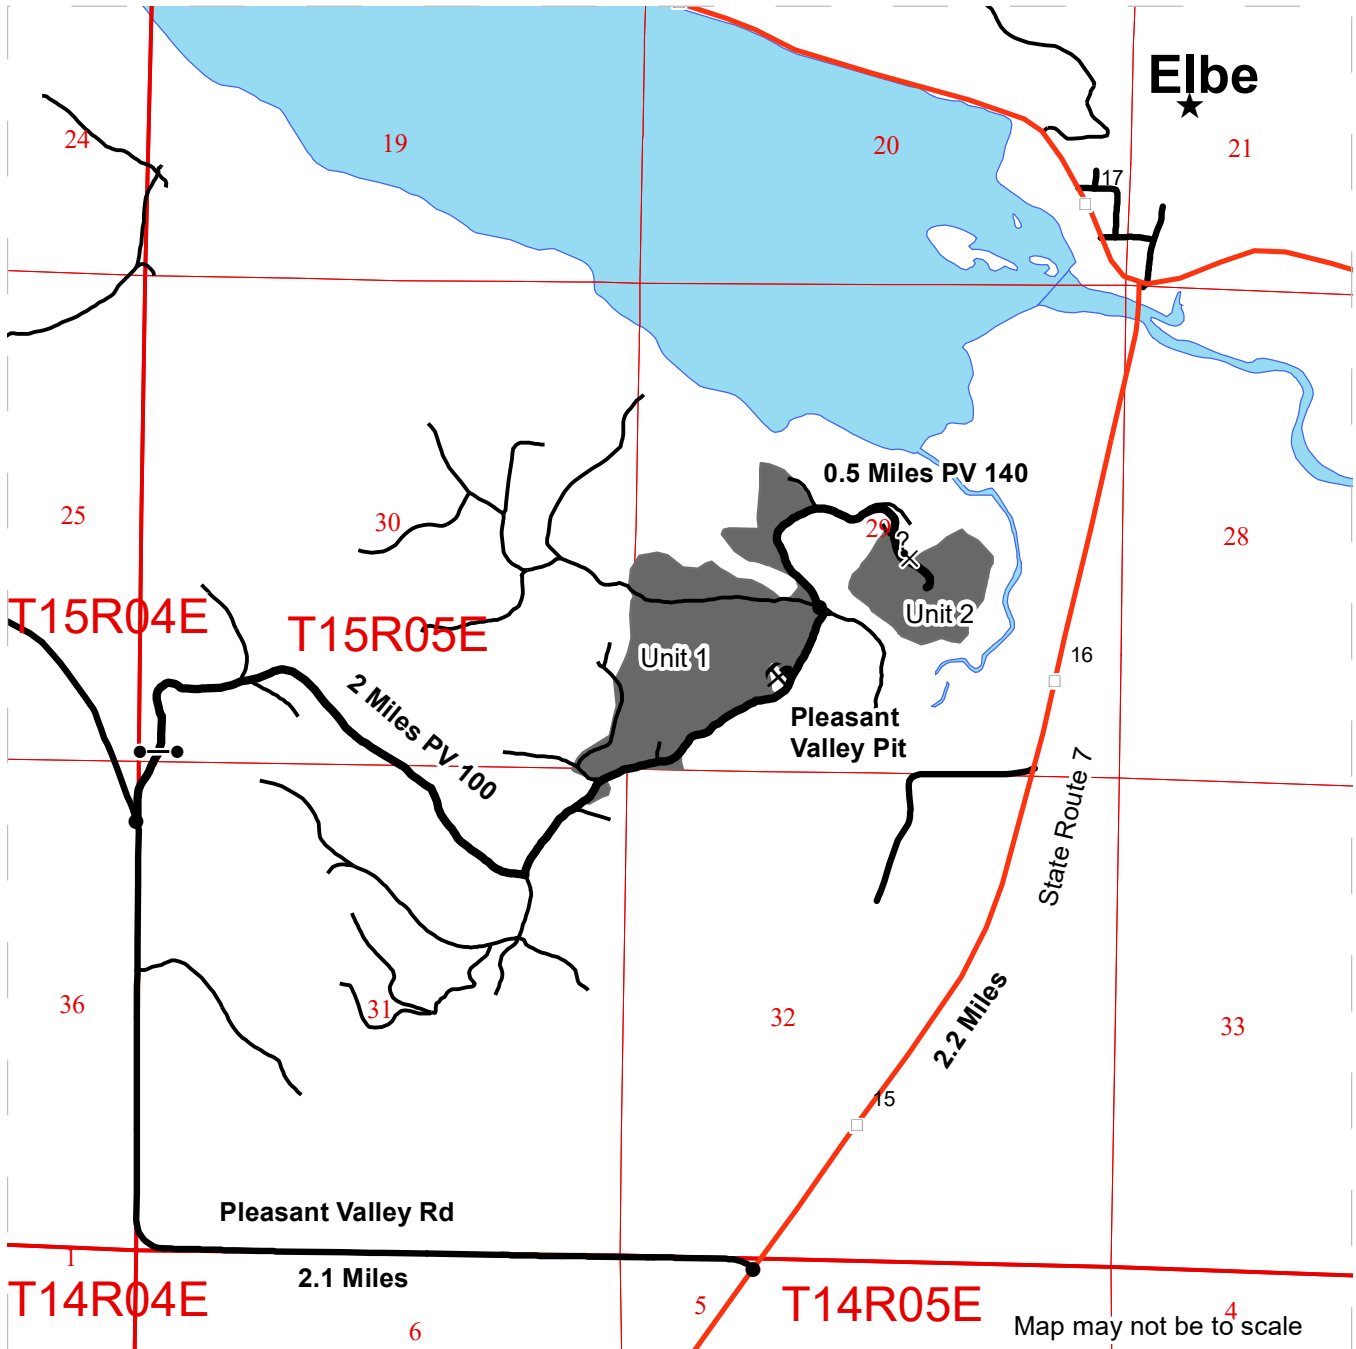 Elbe
24
19
20
21
17
0.5 Miles PV 140
25
30
29
?
28
T15R04E
T15R05E
Unit 2
Unit 1
16
2 Miles PV 100
Pleasant
Valley Pit
State Route 7
36
31
32
33
2.2 Miles
15
Pleasant Valley Rd
1
2.1 Miles
T14R04E
T14R05E
5
4
6
Map may not be to scale